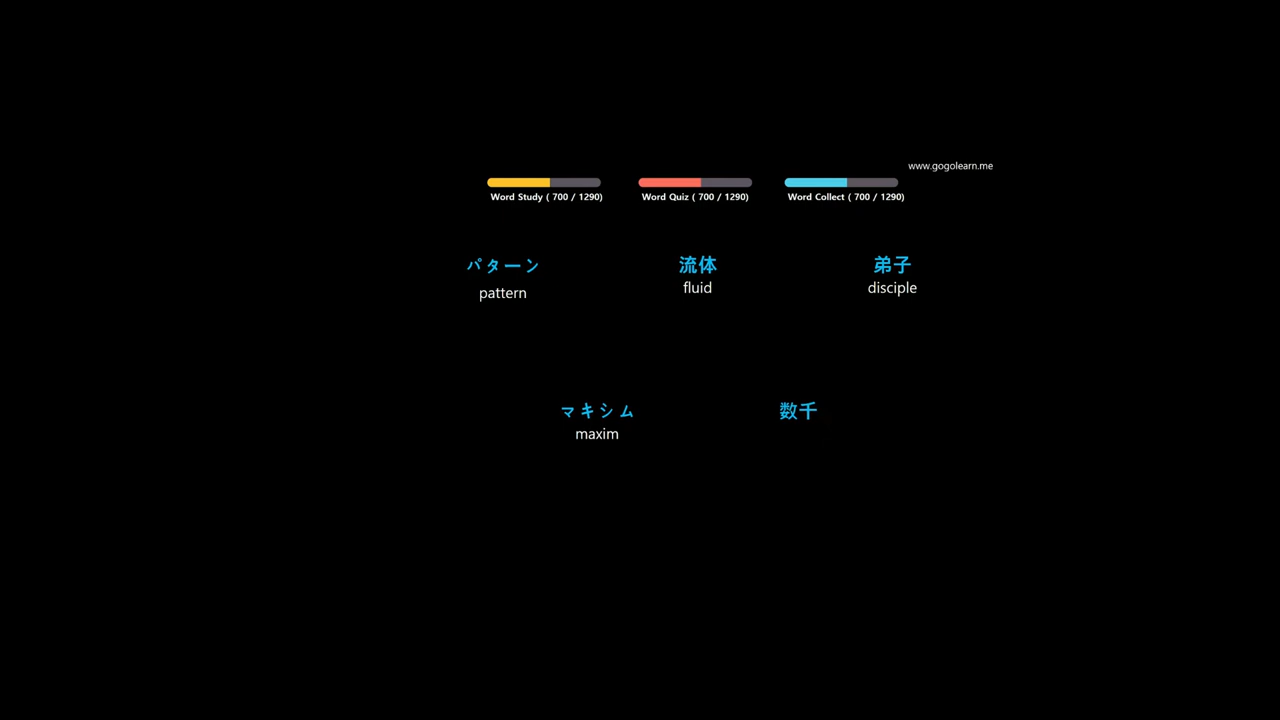 www.gogolearn.me
Word Study ( 700 / 1290)
Word Quiz ( 700 / 1290)
Word Collect ( 700 / 1290)
パターン
pattern
流体
fluid
弟子
disciple
マキシム
maxim
数千